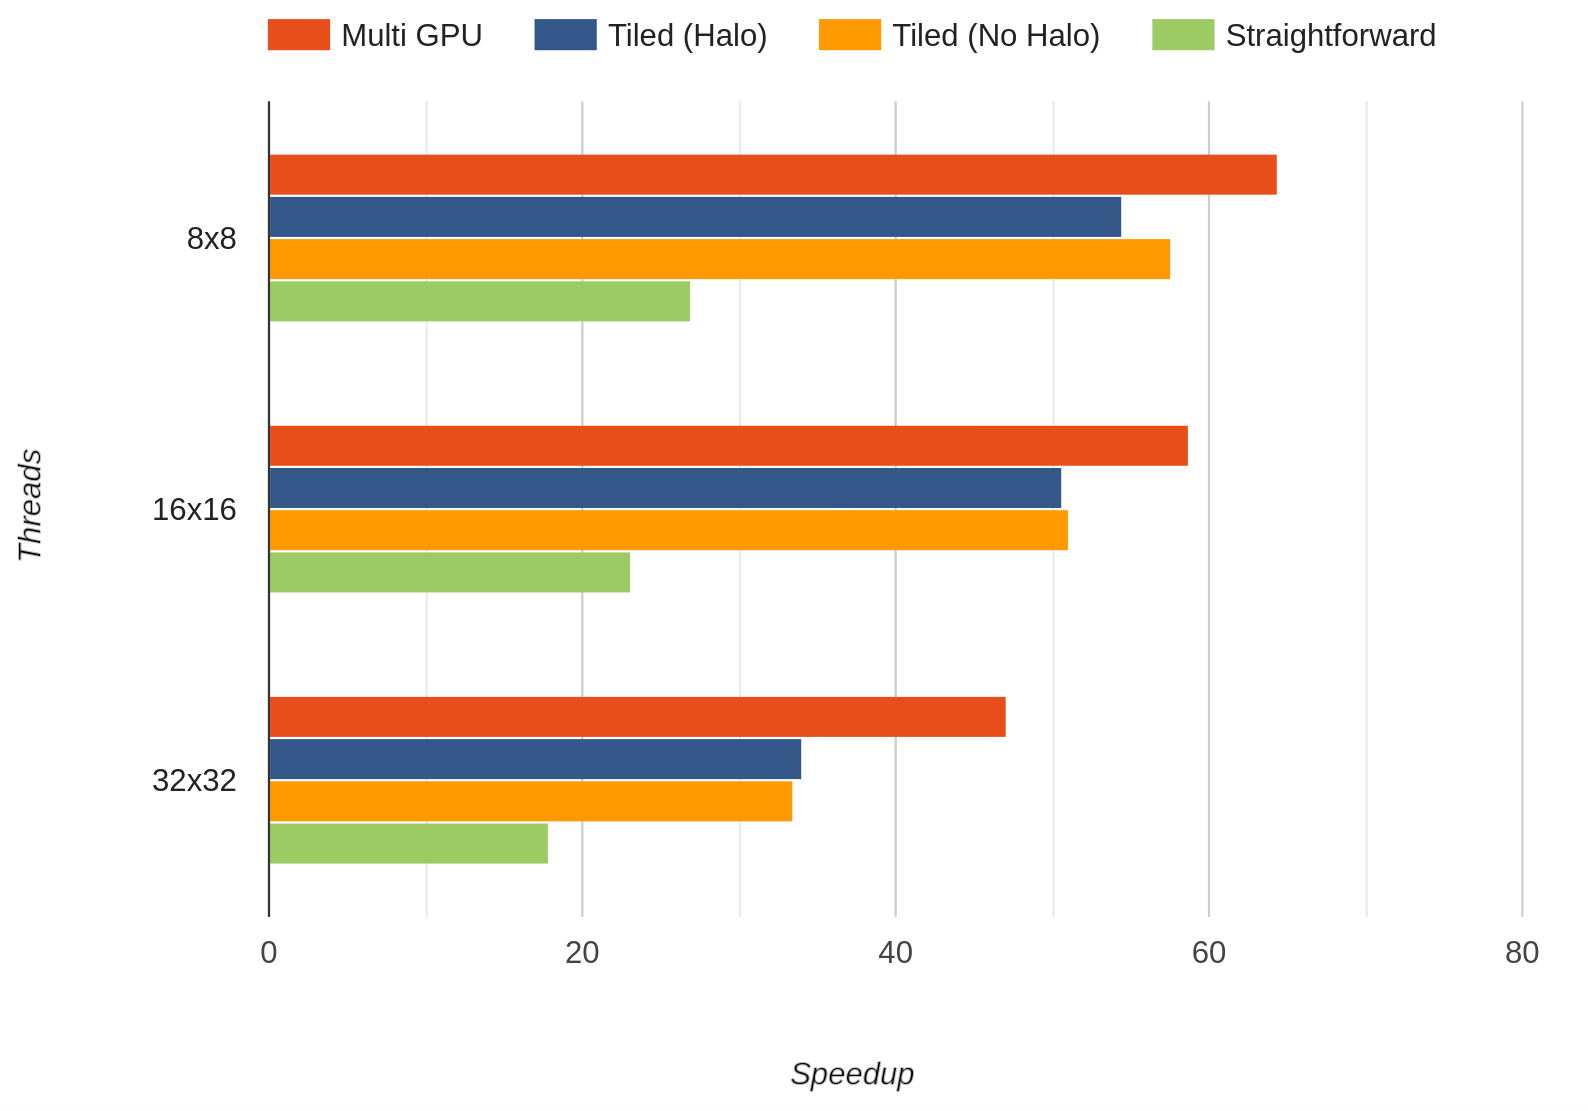 Multi GPU Tiled (Halo) Tiled (No Halo) Straightforward
8x8
16x16
32x32
Threads
0 20 40 60 80
Speedup